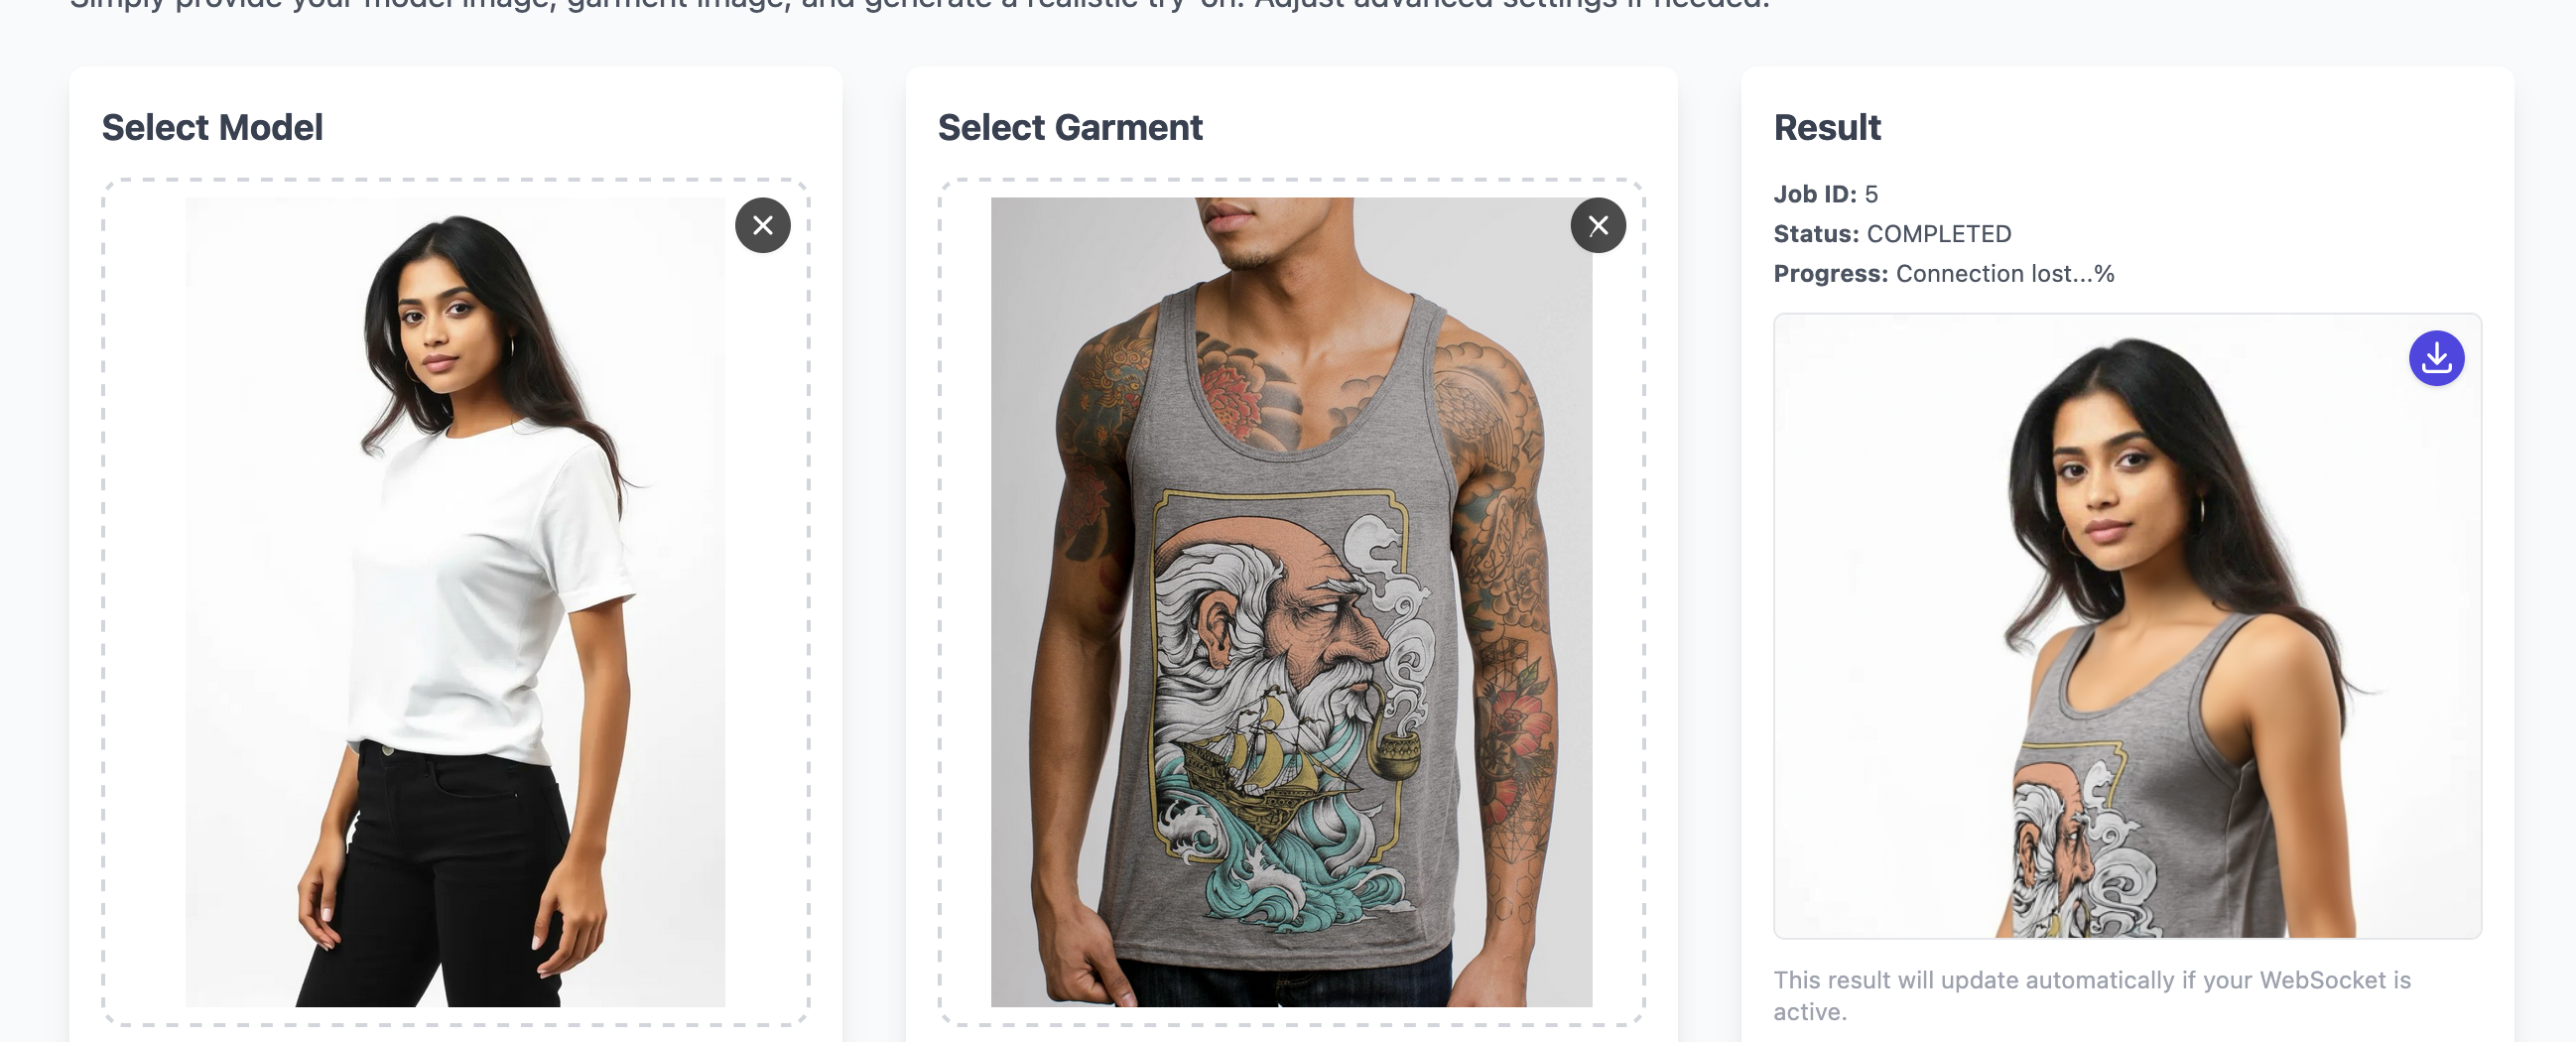 Simply provide your model image, garment image, and generate a realistic try-on. Adjust advanced settings if needed.
Select Model
Select Garment
Result
Job ID: 5
Status: COMPLETED
Progress: Connection lost...%
This result will update automatically if your WebSocket is
active.